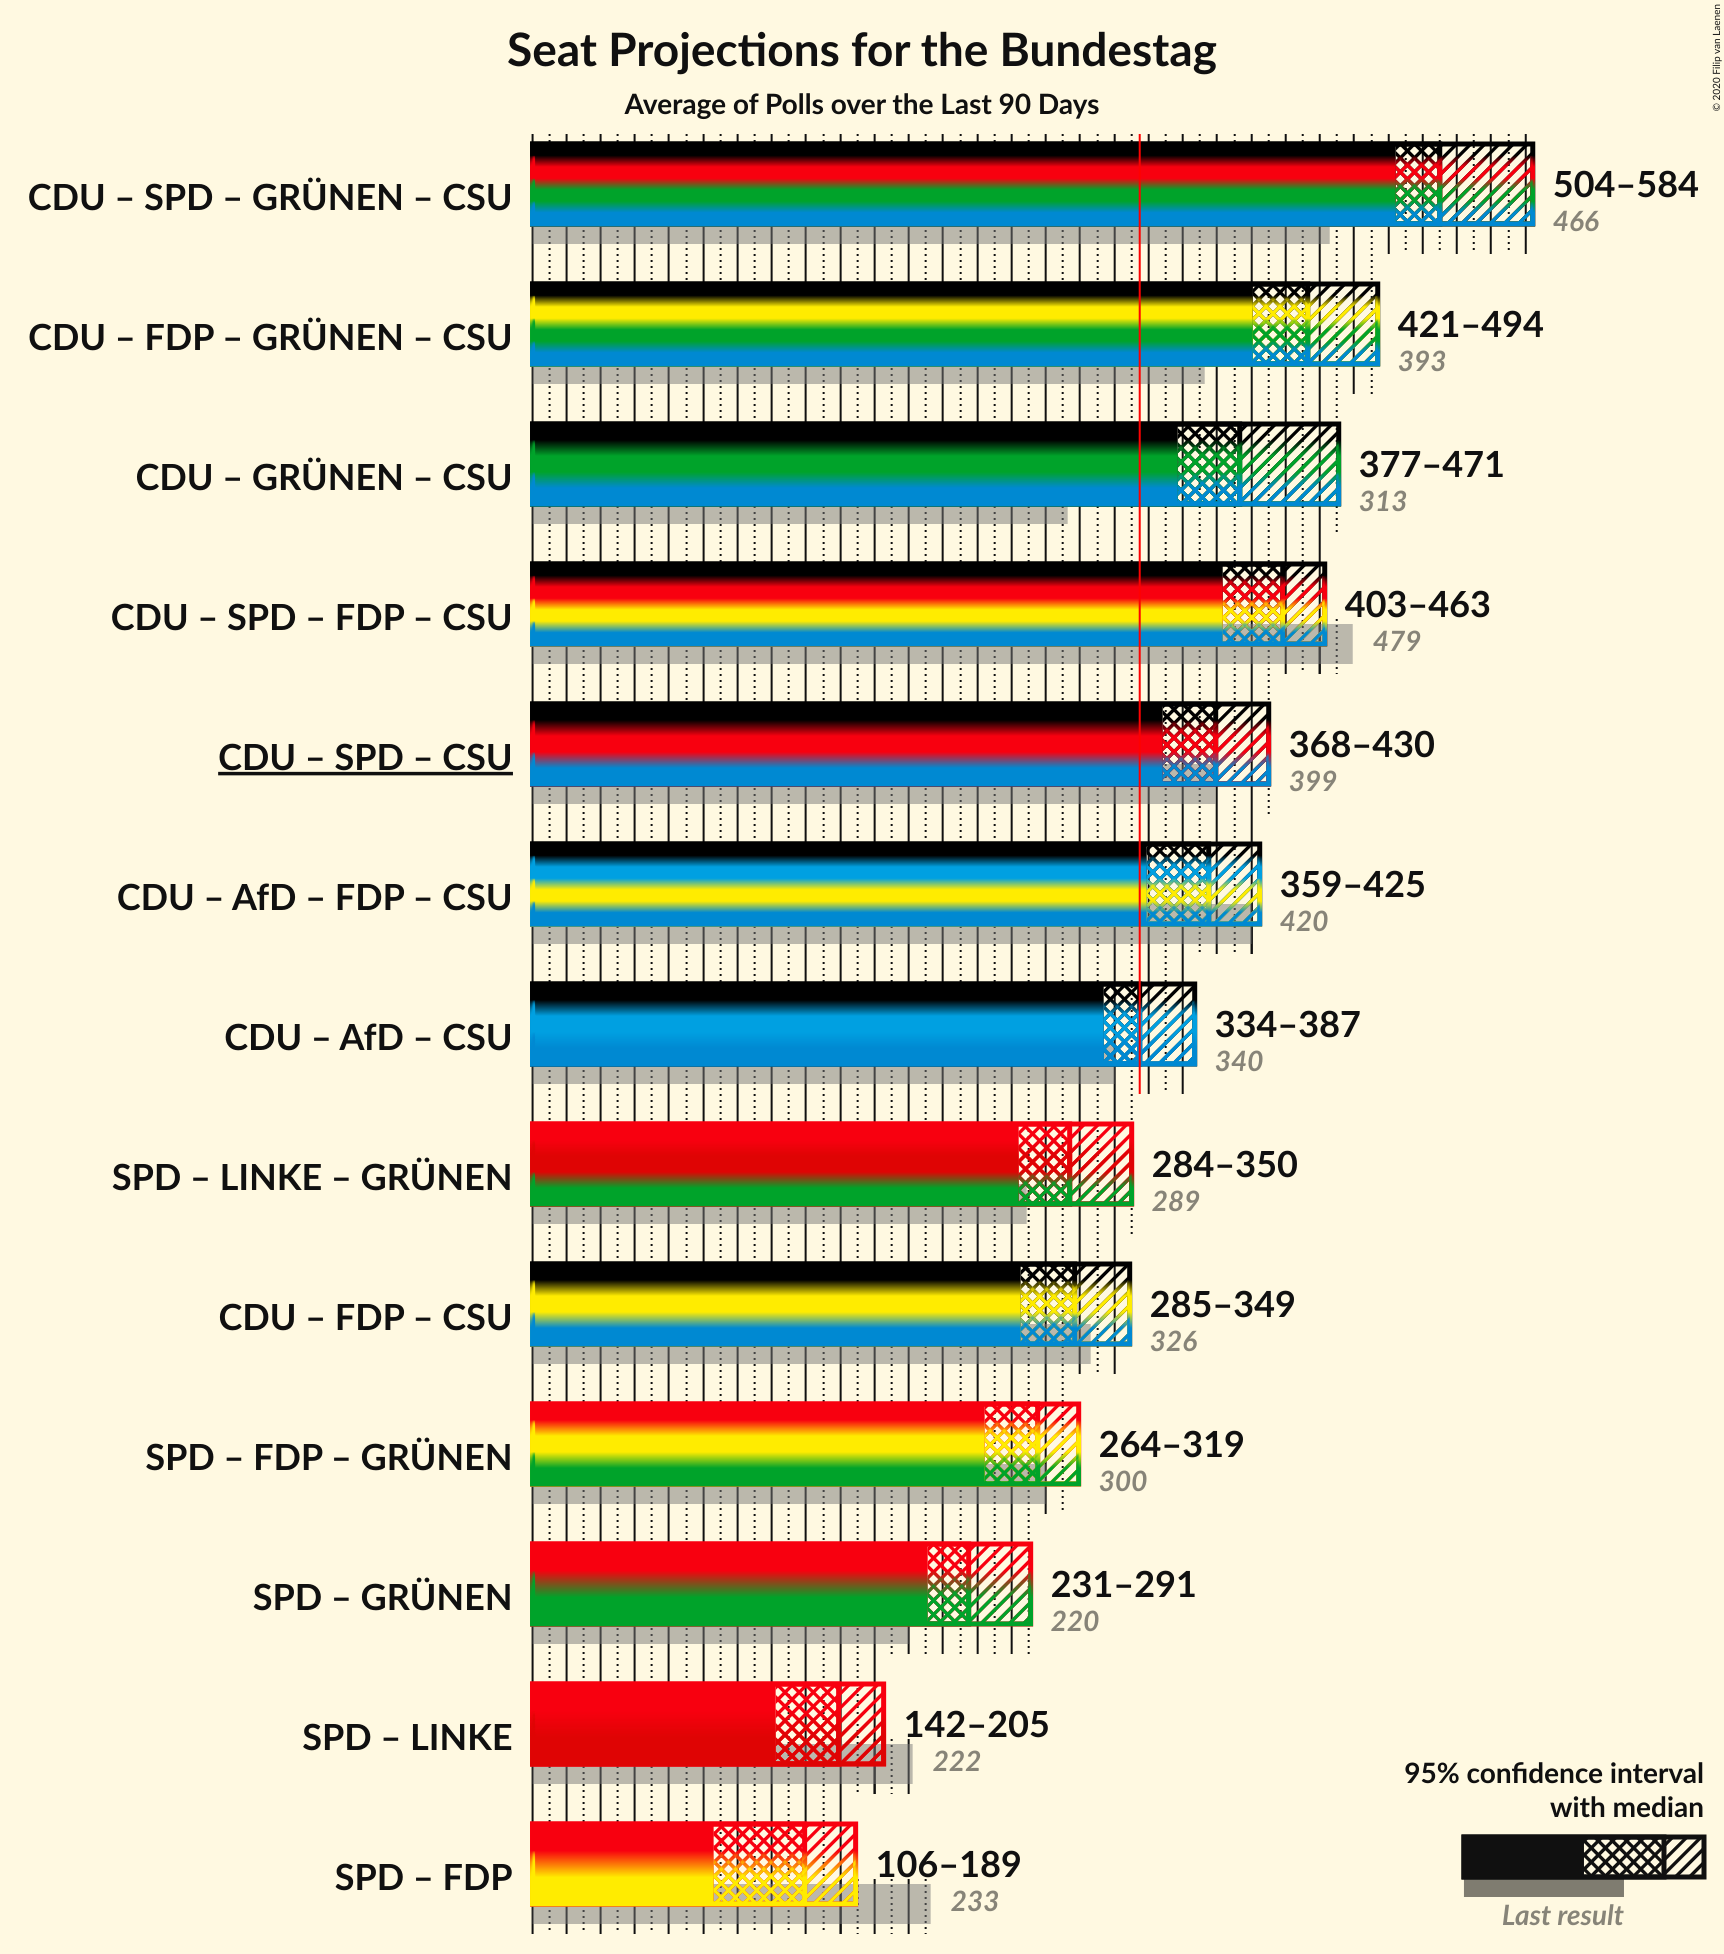 Seat Projections for the Bundestag
Average of Polls over the Last 90 Days
© 2020 Filip van Laenen
CDU – SPD – GRÜNEN – CSU
504–584
466
CDU – FDP – GRÜNEN – CSU
421–494
393
CDU – GRÜNEN – CSU
377–471
313
CDU – SPD – FDP – CSU
403–463
479
CDU – SPD – CSU
368–430
399
CDU – AfD – FDP – CSU
359–425
420
CDU – AfD – CSU
334–387
340
SPD – LINKE – GRÜNEN
284–350
289
CDU – FDP – CSU
285–349
326
SPD – FDP – GRÜNEN
264–319
300
SPD – GRÜNEN
231–291
220
SPD – LINKE
142–205
222
SPD – FDP
106–189
233
95% confidence interval
with median
Last result